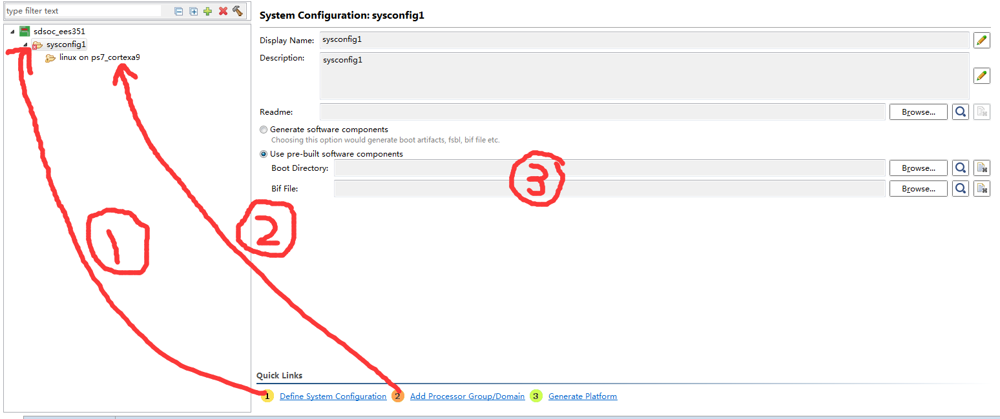 type filter text
sdsoc_ees351
sysconfig1
linux on ps7_cortexa9
System Configuration: sysconfig1
Display Name: sysconfig1
Description: sysconfig1
Readme: Browse...
Generate software components
Choosing this option would generate boot artifacts, fsbl, bif file etc.
Use pre-built software components
Boot Directory: Browse...
Bif File: Browse...
3
2
1
Quick Links
1 Define System Configuration 2 Add Processor Group/Domain 3 Generate Platform